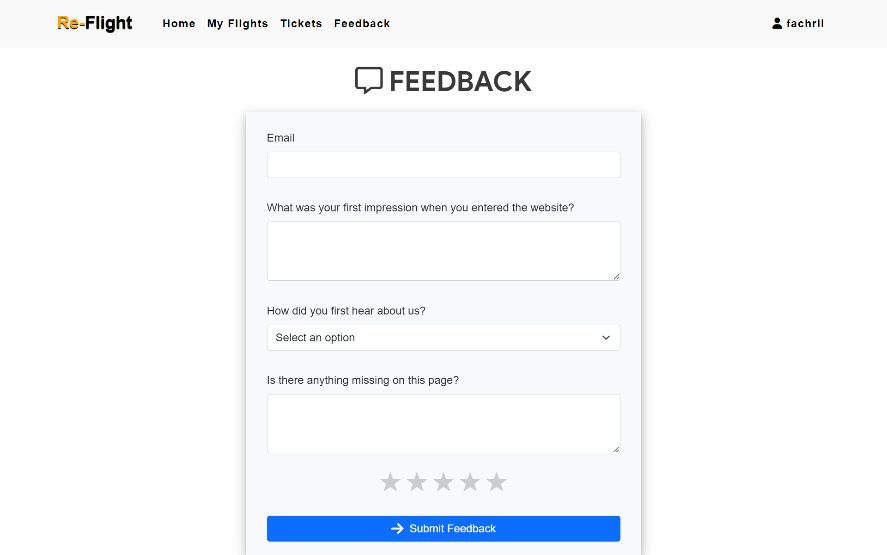 Re-Flight Home My Flights Tickets Feedback fachrll
FEEDBACK
Email
What was your first impression when you entered the website?
How did you first hear about us?
Select an option
Is there anything missing on this page?
Submit Feedback